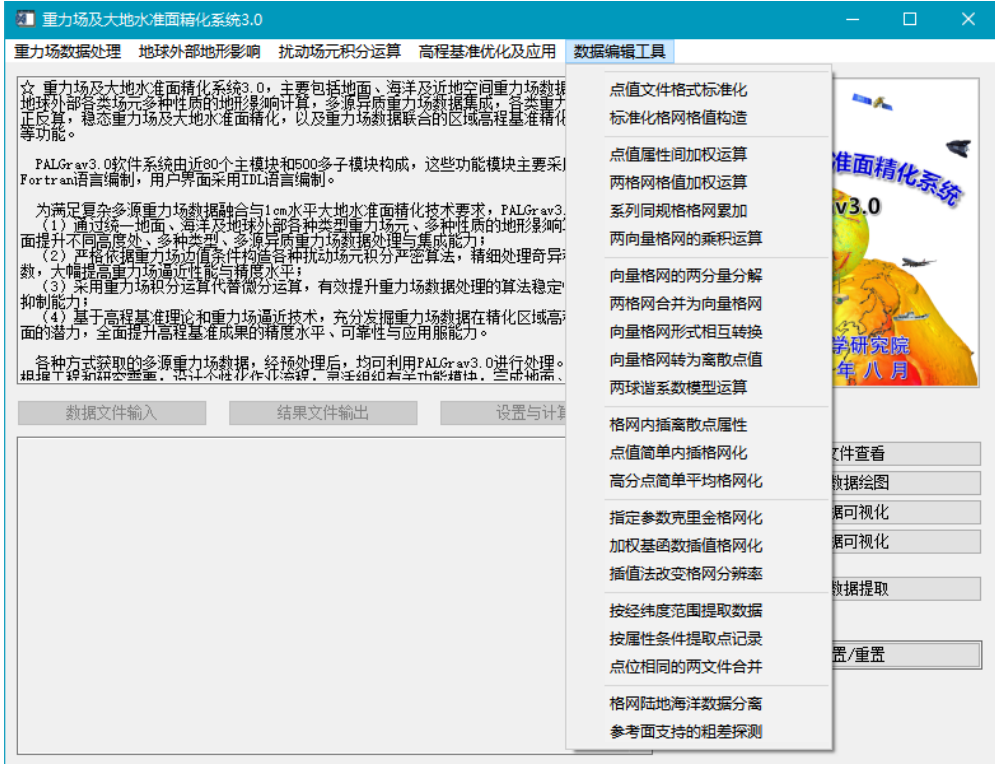 重力场及大地水准面精化系统3.0
重力场数据处理 地球外部地形影响 扰动场元积分运算 高程基准优化及应用 数据编辑工具
☆ 重力场及大地水准面精化系统3.0，主要包括地面、海洋及近地空间重力场数据
地球外部各类场元多种性质的地形影响计算，多源异质重力场数据集成，各类重力
正反算，稳态重力场及大地水准面精化，以及重力场数据联合的区域高程基准精化
等功能。
PALGrav3.0软件系统由近80个主模块和500多子模块构成，这些功能模块主要采
Fortran语言编制，用户界面采用IDL语言编制。
为满足复杂多源重力场数据融合与1cm水平大地水准面精化技术要求，PALGrav3.
（1）通过统一地面、海洋及地球外部各种类型重力场元、多种性质的地形影响
面提升不同高度处、多种类型、多源异质重力场数据处理与集成能力；
（2）严格依据重力场边值条件构造各种扰动场元积分严密算法，精细处理奇异
数，大幅提高重力场逼近性能与精度水平；
（3）采用重力场积分运算代替微分运算，有效提升重力场数据处理的算法稳定
抑制能力；
（4）基于高程基准理论和重力场逼近技术，充分发掘重力场数据在精化区域高
面的潜力，全面提升高程基准成果的精度水平、可靠性与应用服能力。
各种方式获取的多源重力场数据，经预处理后，均可利用PALGrav3.0进行处理。
根据工程和研究需要，设计个性化作业流程，灵活组织有关功能模块，完成地面、
数据文件输入
结果文件输出
设置与计
点值文件格式标准化
标准化格网格值构造
点值属性间加权运算
两格网格值加权运算
系列同规格格网累加
两向量格网的乘积运算
向量格网的两分量分解
两格网合并为向量格网
向量格网形式相互转换
向量格网转为离散点值
两球谐系数模型运算
格网内插离散点属性
点值简单内插格网化
高分点简单平均格网化
指定参数克里金格网化
加权基函数插值格网化
插值法改变格网分辨率
按经纬度范围提取数据
按属性条件提取点记录
点位相同的两文件合并
格网陆地海洋数据分离
参考面支持的粗差探测
准面精化系统
v3.0
学研究院
年 八 月
文件查看
数据绘图
据可视化
据可视化
数据提取
置/重置